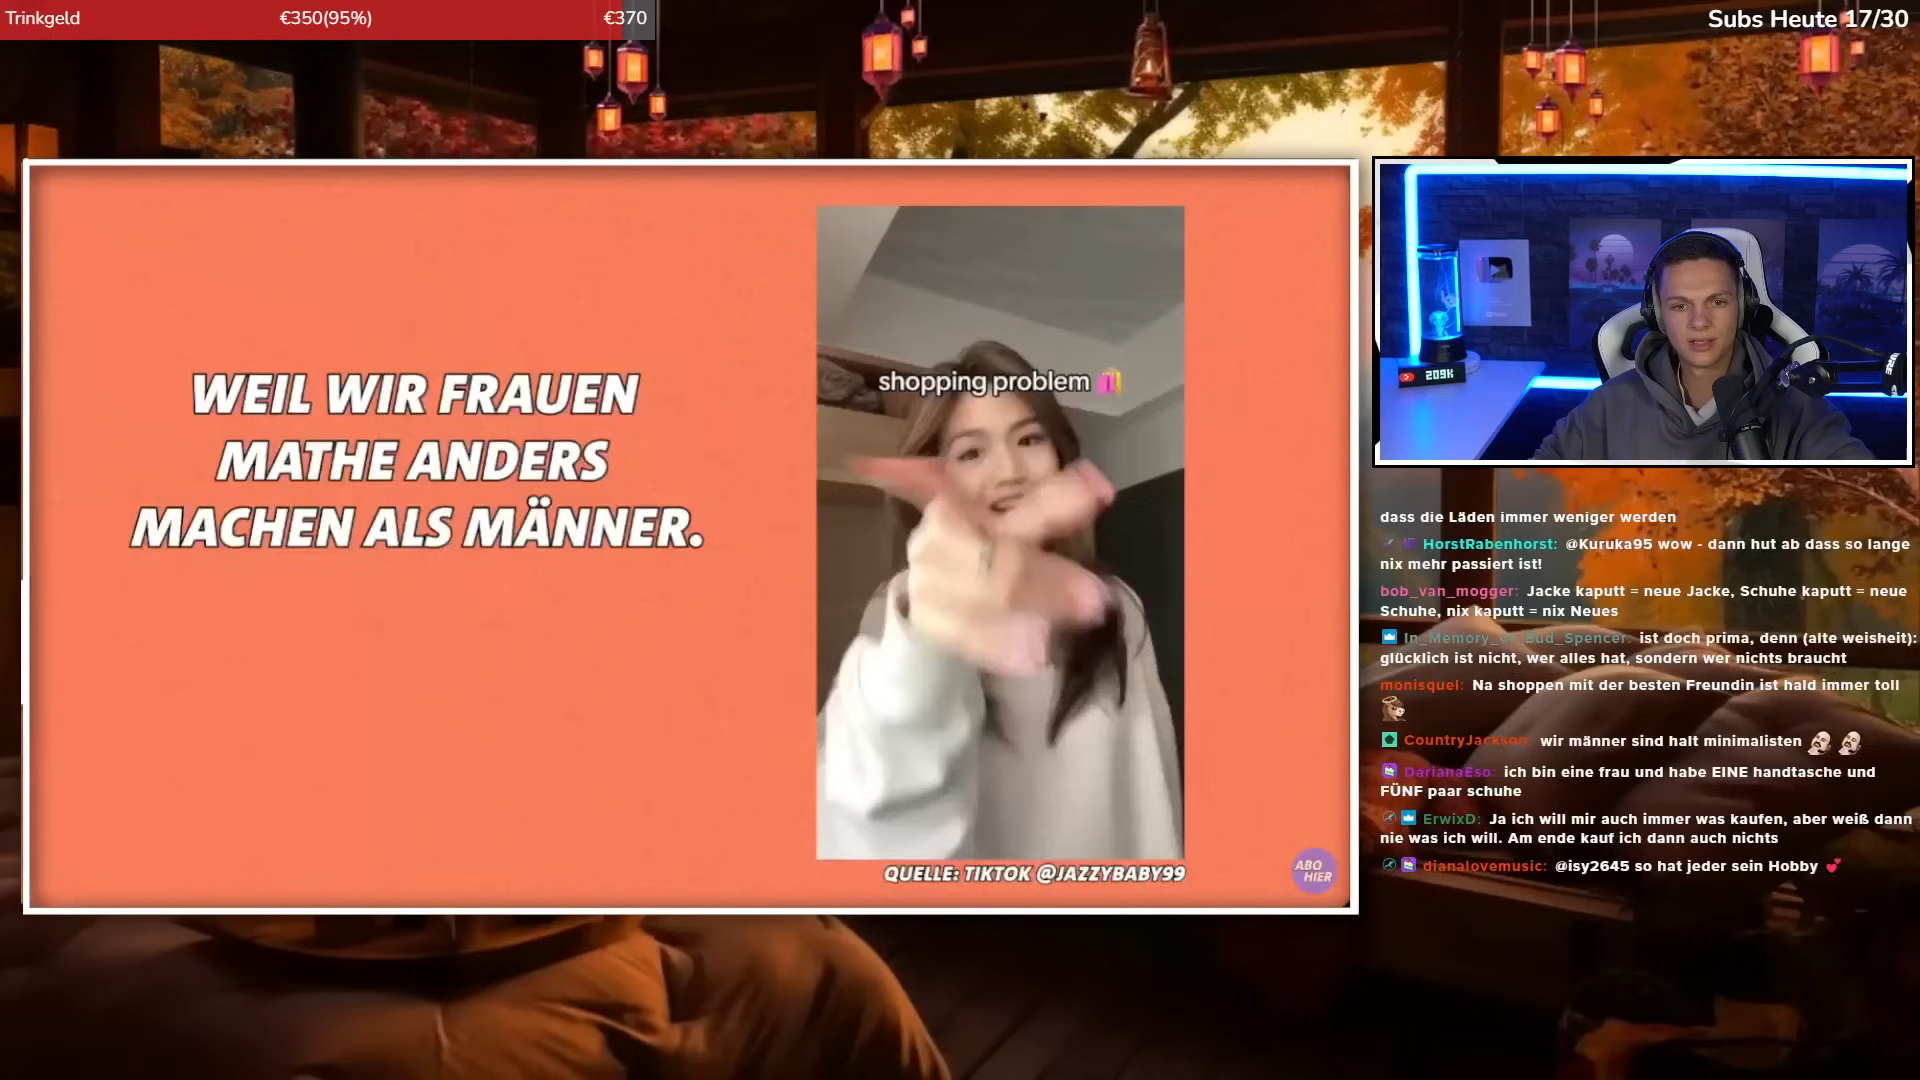 Trinkgeld €350(95%) €370
Subs Heute 17/30
WEIL WIR FRAUEN
MATHE ANDERS
MACHEN ALS MÄNNER.
shopping problem 🛍️
QUELLE: TIKTOK @JAZZYBABY99
ABO
HIER
209K
dass die Läden immer weniger werden
HorstRabenhorst: @Kuruka95 wow - dann hut ab dass so lange
nix mehr passiert ist!
bob_van_mogger: Jacke kaputt = neue Jacke, Schuhe kaputt = neue
Schuhe, nix kaputt = nix Neues
In_Memory_of_Bud_Spencer: ist doch prima, denn (alte weisheit):
glücklich ist nicht, wer alles hat, sondern wer nichts braucht
monisquel: Na shoppen mit der besten Freundin ist hald immer toll
CountryJackson: wir männer sind halt minimalisten
DarianaEso: ich bin eine frau und habe EINE handtasche und
FÜNF paar schuhe
ErwixD: Ja ich will mir auch immer was kaufen, aber weiß dann
nie was ich will. Am ende kauf ich dann auch nichts
dianalovemusic: @isy2645 so hat jeder sein Hobby 💕